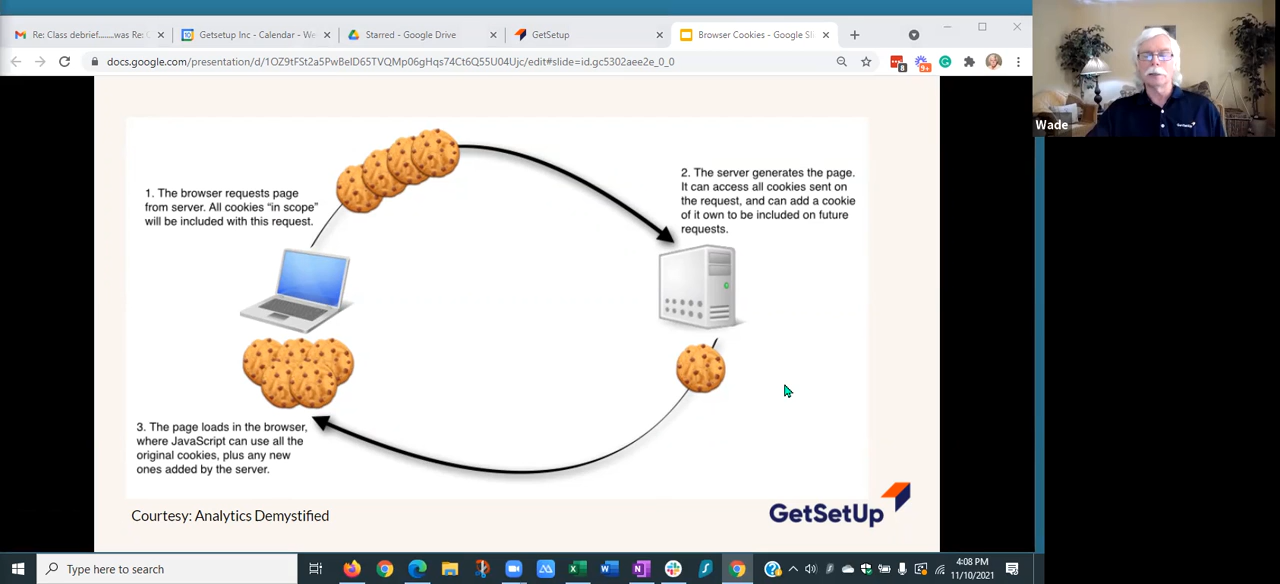 Re: Class debrief.....was Re:
Getsetup Inc - Calendar - We
Starred - Google Drive
GetSetup
Browser Cookies - Google Sli
docs.google.com/presentation/d/1OZ9tFSt2a5PwBeID65TVQMp06gHqs74Ct6Q55U04Ujc/edit#slide=id.gc5302aee2e_0_0
8
9+
GetSetUp
Wade
1. The browser requests page
from server. All cookies “in scope”
will be included with this request.
2. The server generates the page.
It can access all cookies sent on
the request, and can add a cookie
of it own to be included on future
requests.
3. The page loads in the browser,
where JavaScript can use all the
original cookies, plus any new
ones added by the server.
Courtesy: Analytics Demystified
GetSetUp
Type here to search
4:08 PM
11/10/2021